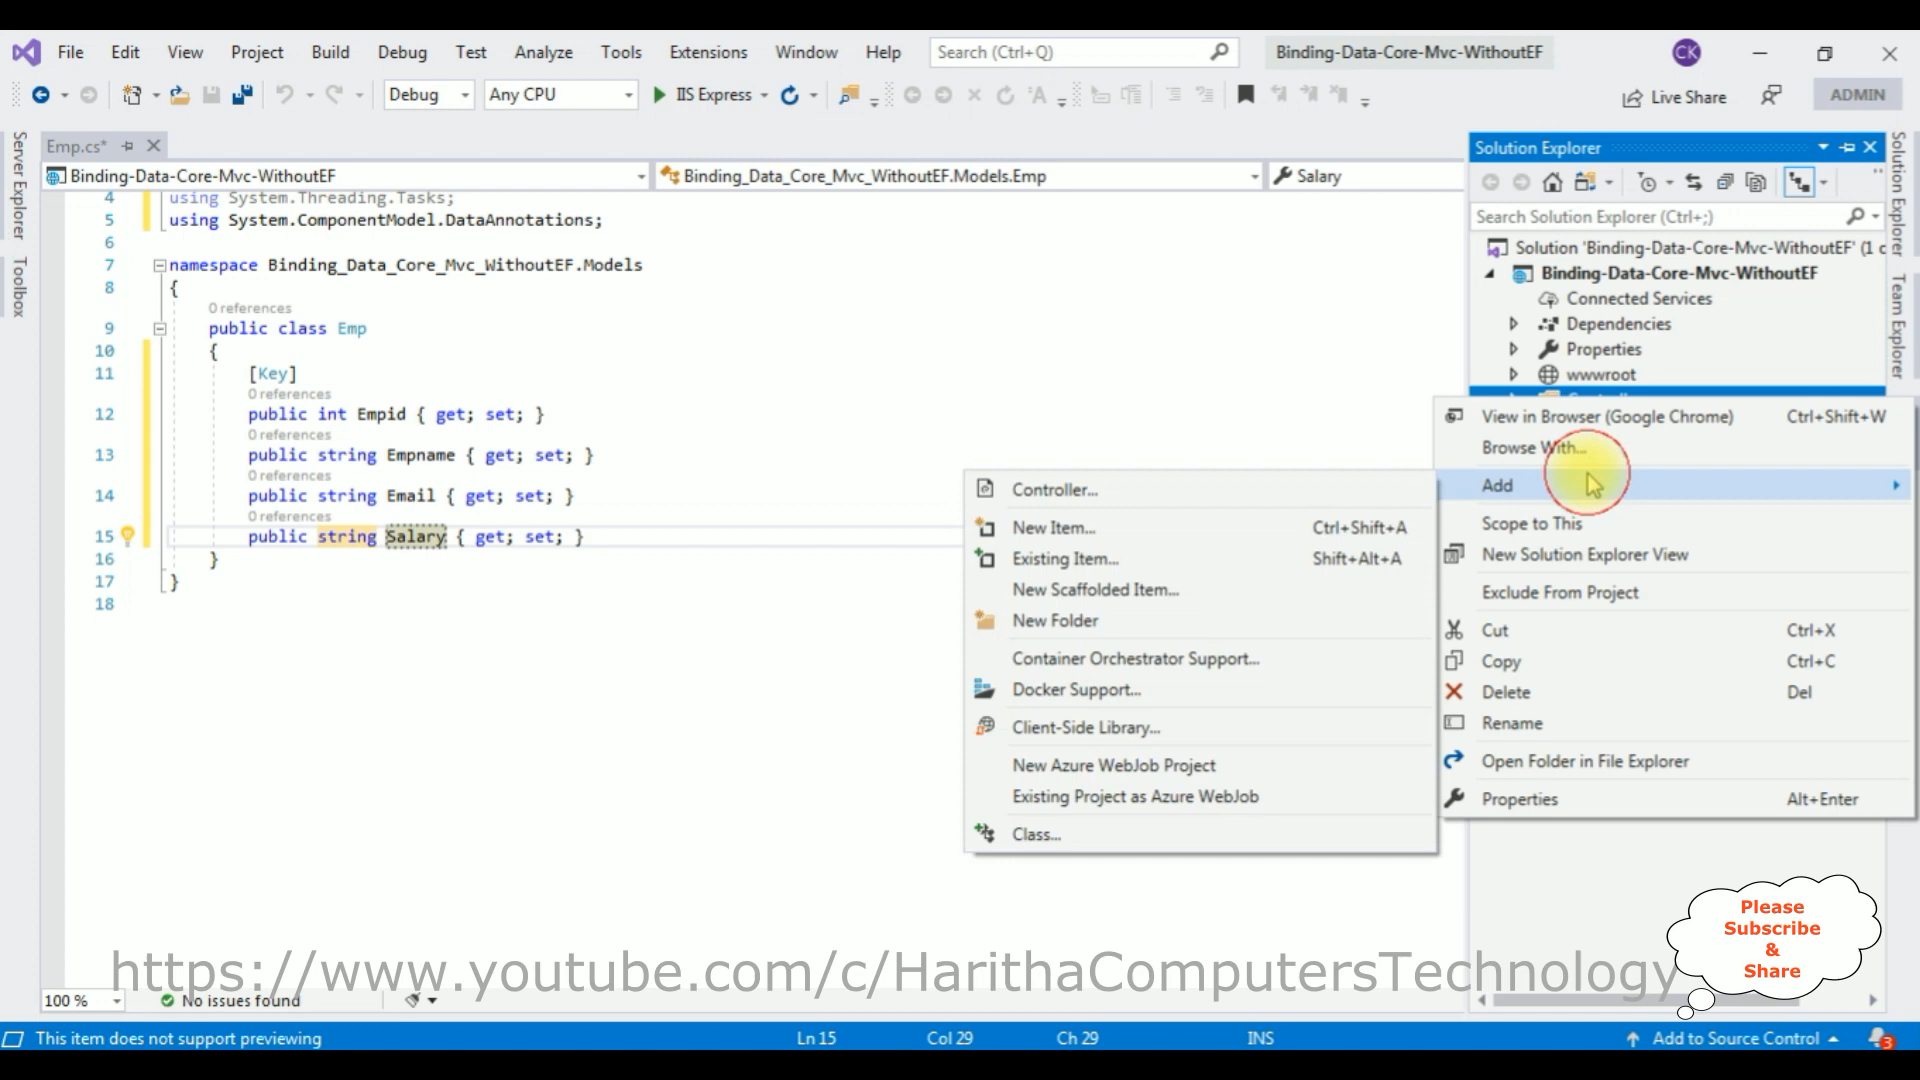 File Edit View Project Build Debug Test Analyze Tools Extensions Window Help Search (Ctrl+Q) Binding-Data-Core-Mvc-WithoutEF CK
Debug Any CPU IIS Express Live Share ADMIN
Server Explorer
Toolbox
Emp.cs*
Binding-Data-Core-Mvc-WithoutEF Binding_Data_Core_Mvc_WithoutEF.Models.Emp Salary
4 using System.Threading.Tasks;
5 using System.ComponentModel.DataAnnotations;
6
7 namespace Binding_Data_Core_Mvc_WithoutEF.Models
8 {
0 references
9 public class Emp
10 {
11 [Key]
0 references
12 public int Empid { get; set; }
0 references
13 public string Empname { get; set; }
0 references
14 public string Email { get; set; }
0 references
15 public string Salary { get; set; }
16 }
17 }
18
Solution Explorer
Search Solution Explorer (Ctrl+;)
Solution 'Binding-Data-Core-Mvc-WithoutEF' (1
Binding-Data-Core-Mvc-WithoutEF
Connected Services
Dependencies
Properties
wwwroot
Solution Explorer
Team Explorer
View in Browser (Google Chrome) Ctrl+Shift+W
Browse With...
Add
Scope to This
New Solution Explorer View
Exclude From Project
Cut Ctrl+X
Copy Ctrl+C
Delete Del
Rename
Open Folder in File Explorer
Properties Alt+Enter
Controller...
New Item... Ctrl+Shift+A
Existing Item... Shift+Alt+A
New Scaffolded Item...
New Folder
Container Orchestrator Support...
Docker Support...
Client-Side Library...
New Azure WebJob Project
Existing Project as Azure WebJob
Class...
Please
Subscribe
&
Share
https://www.youtube.com/c/HarithaComputersTechnology
100 % No issues found
This item does not support previewing Ln 15 Col 29 Ch 29 INS Add to Source Control 3